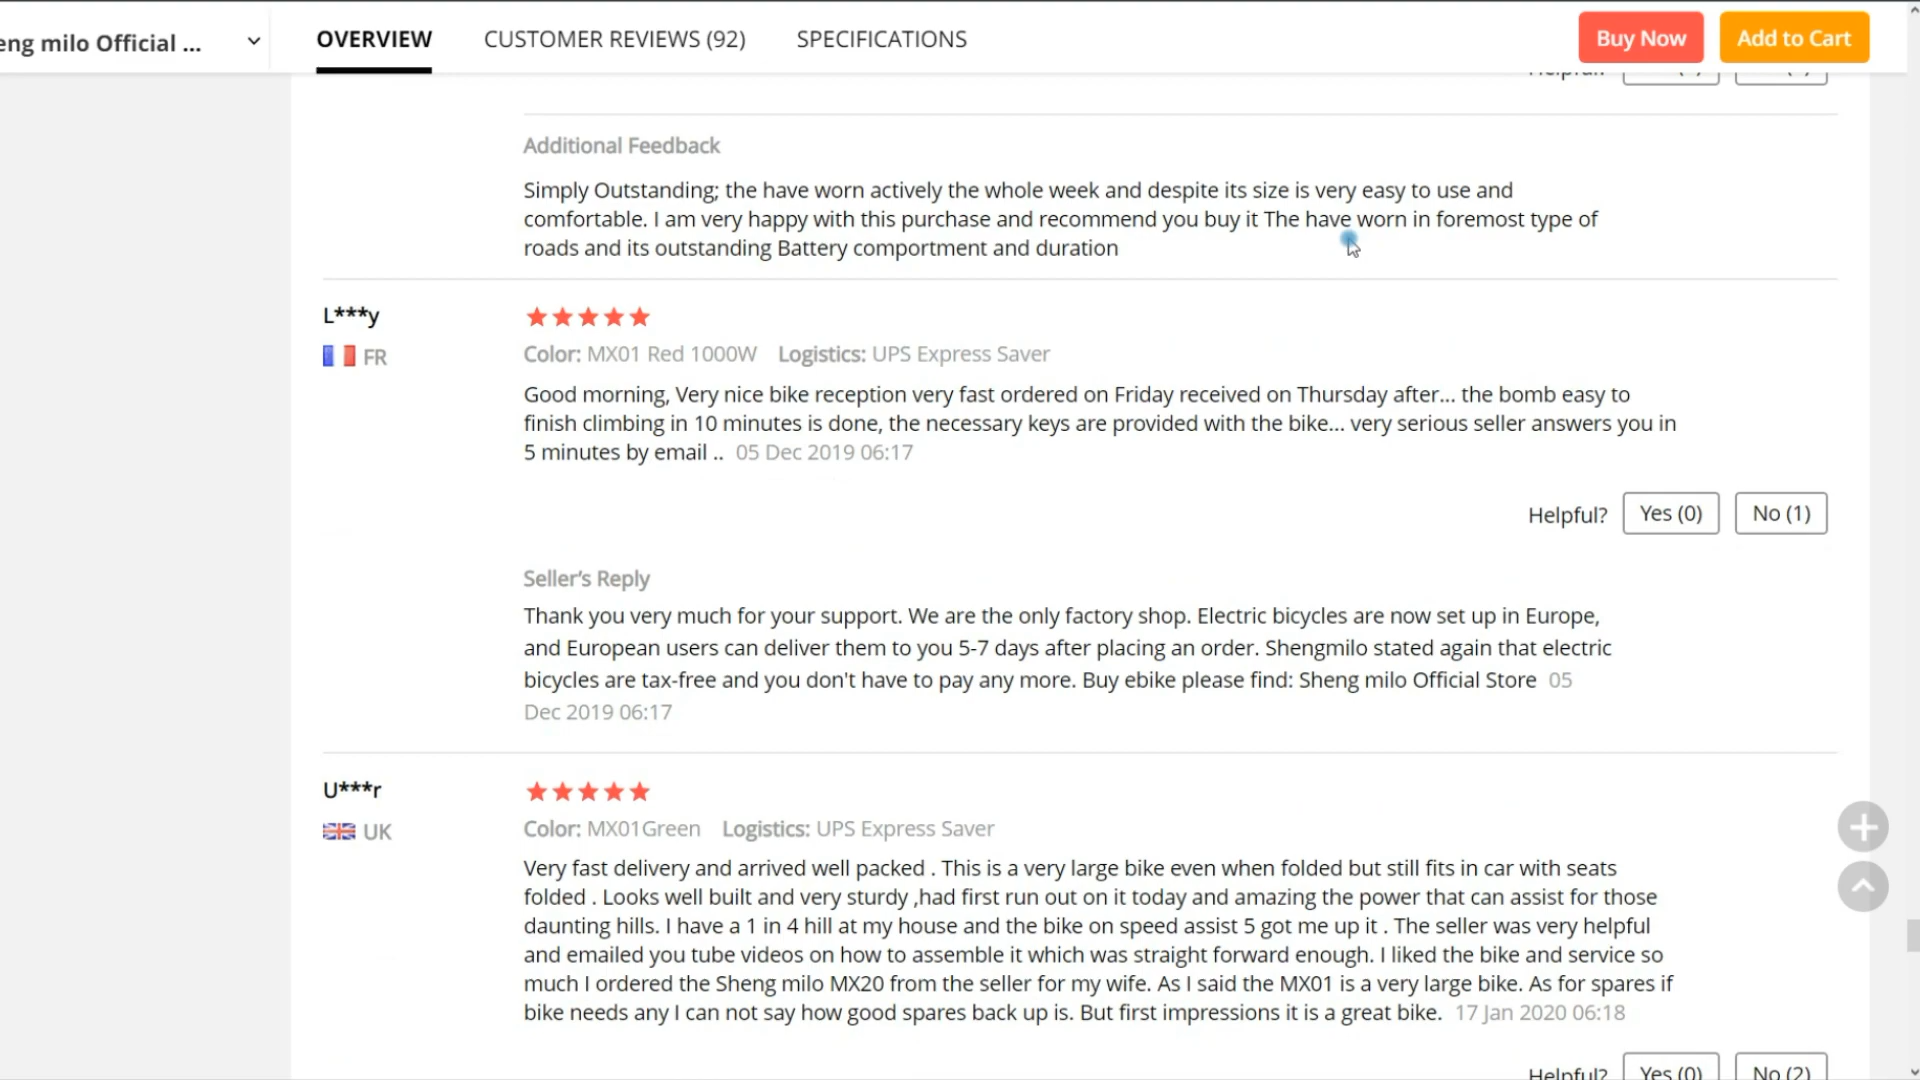 eng milo Official ...
OVERVIEW
CUSTOMER REVIEWS (92)
SPECIFICATIONS
Buy Now
Add to Cart
Helpful?
Additional Feedback
Simply Outstanding; the have worn actively the whole week and despite its size is very easy to use and
comfortable. I am very happy with this purchase and recommend you buy it The have worn in foremost type of
roads and its outstanding Battery comportment and duration
L***y
FR
Color: MX01 Red 1000W Logistics: UPS Express Saver
Good morning, Very nice bike reception very fast ordered on Friday received on Thursday after... the bomb easy to
finish climbing in 10 minutes is done, the necessary keys are provided with the bike... very serious seller answers you in
5 minutes by email .. 05 Dec 2019 06:17
Helpful? Yes (0) No (1)
Seller's Reply
Thank you very much for your support. We are the only factory shop. Electric bicycles are now set up in Europe,
and European users can deliver them to you 5-7 days after placing an order. Shengmilo stated again that electric
bicycles are tax-free and you don't have to pay any more. Buy ebike please find: Sheng milo Official Store 05
Dec 2019 06:17
U***r
UK
Color: MX01Green Logistics: UPS Express Saver
Very fast delivery and arrived well packed . This is a very large bike even when folded but still fits in car with seats
folded . Looks well built and very sturdy ,had first run out on it today and amazing the power that can assist for those
daunting hills. I have a 1 in 4 hill at my house and the bike on speed assist 5 got me up it . The seller was very helpful
and emailed you tube videos on how to assemble it which was straight forward enough. I liked the bike and service so
much I ordered the Sheng milo MX20 from the seller for my wife. As I said the MX01 is a very large bike. As for spares if
bike needs any I can not say how good spares back up is. But first impressions it is a great bike. 17 Jan 2020 06:18
Helpful? Yes (0) No (2)